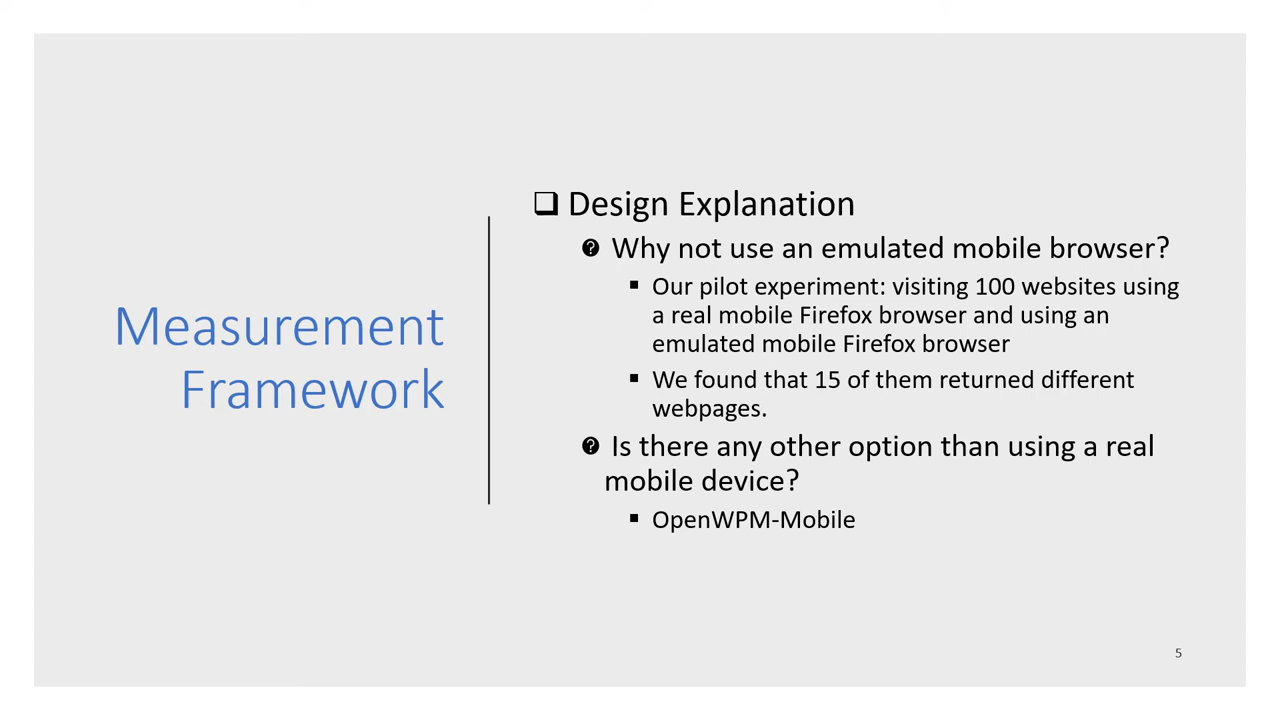 Measurement
Framework
❑ Design Explanation
Why not use an emulated mobile browser?
▪ Our pilot experiment: visiting 100 websites using
a real mobile Firefox browser and using an
emulated mobile Firefox browser
▪ We found that 15 of them returned different
webpages.
Is there any other option than using a real
mobile device?
▪ OpenWPM-Mobile
5